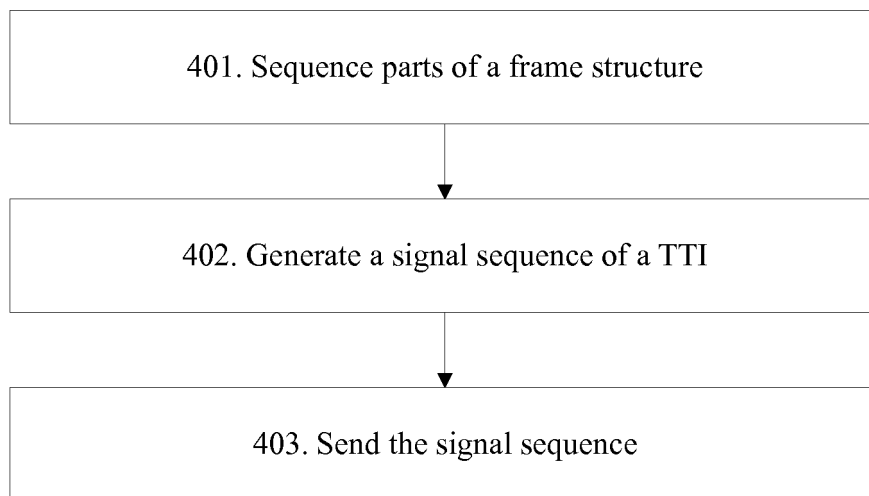 401. Sequence parts of a frame structure
402. Generate a signal sequence of a TTI
403. Send the signal sequence